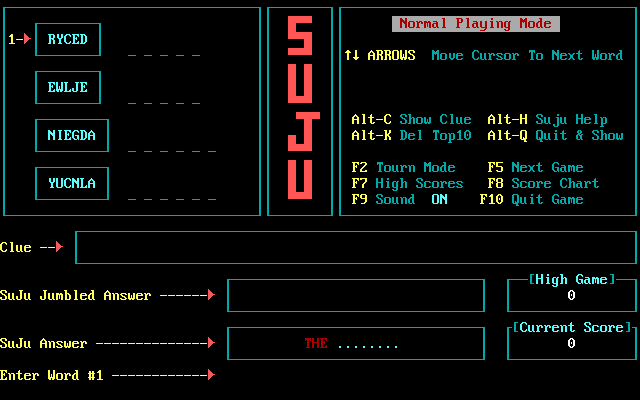 Normal Playing Mode
1→ RYCED _ _ _ _ _
↑↓ ARROWS Move Cursor To Next Word
EWLJE _ _ _ _ _
Alt-C Show Clue Alt-H Suju Help
NIEGDA _ _ _ _ _ _
Alt-K Del Top10 Alt-Q Quit & Show
F2 Tourn Mode F5 Next Game
YUCNLA _ _ _ _ _ _
F7 High Scores F8 Score Chart
F9 Sound ON F10 Quit Game
SUJU
Clue --→
[High Game]
SuJu Jumbled Answer ------→
0
[Current Score]
SuJu Answer --------------→ THE ........
0
Enter Word #1 ------------→